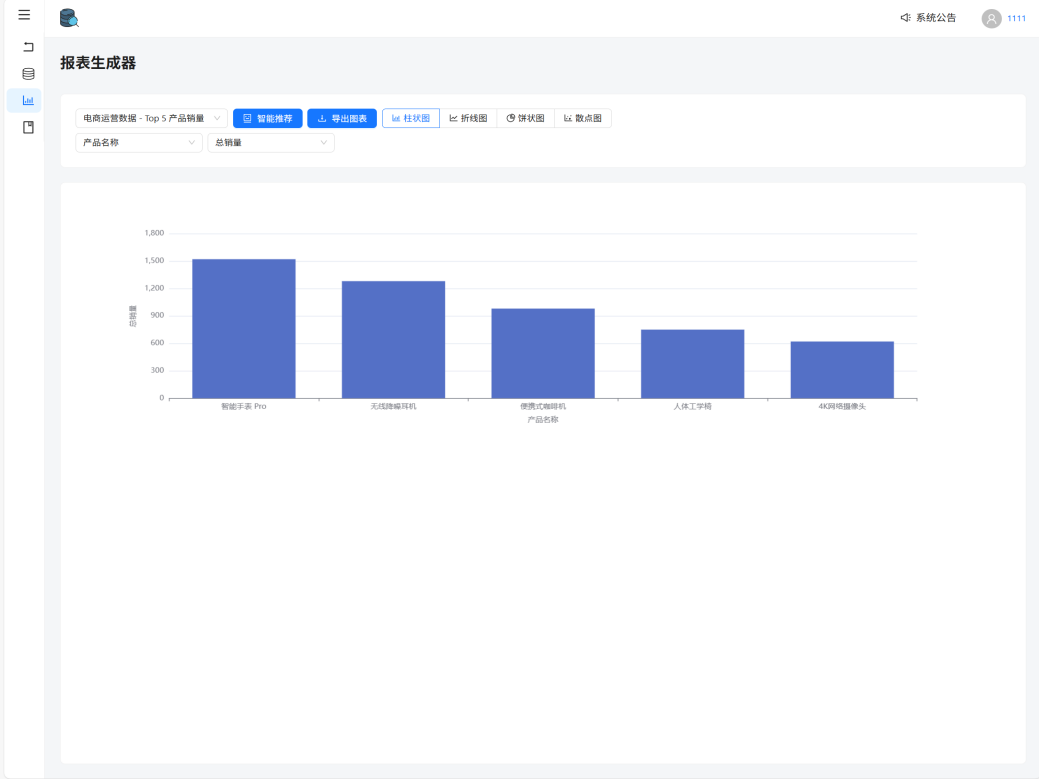 系统公告 1111
报表生成器
电商运营数据 - Top 5 产品销量 智能推荐 导出图表 柱状图 折线图 饼状图 散点图
产品名称 总销量
1,800
1,500
1,200
900
600
300
0
总销量
智能手表 Pro 无线降噪耳机 便携式咖啡机 人体工学椅 4K网络摄像头
产品名称